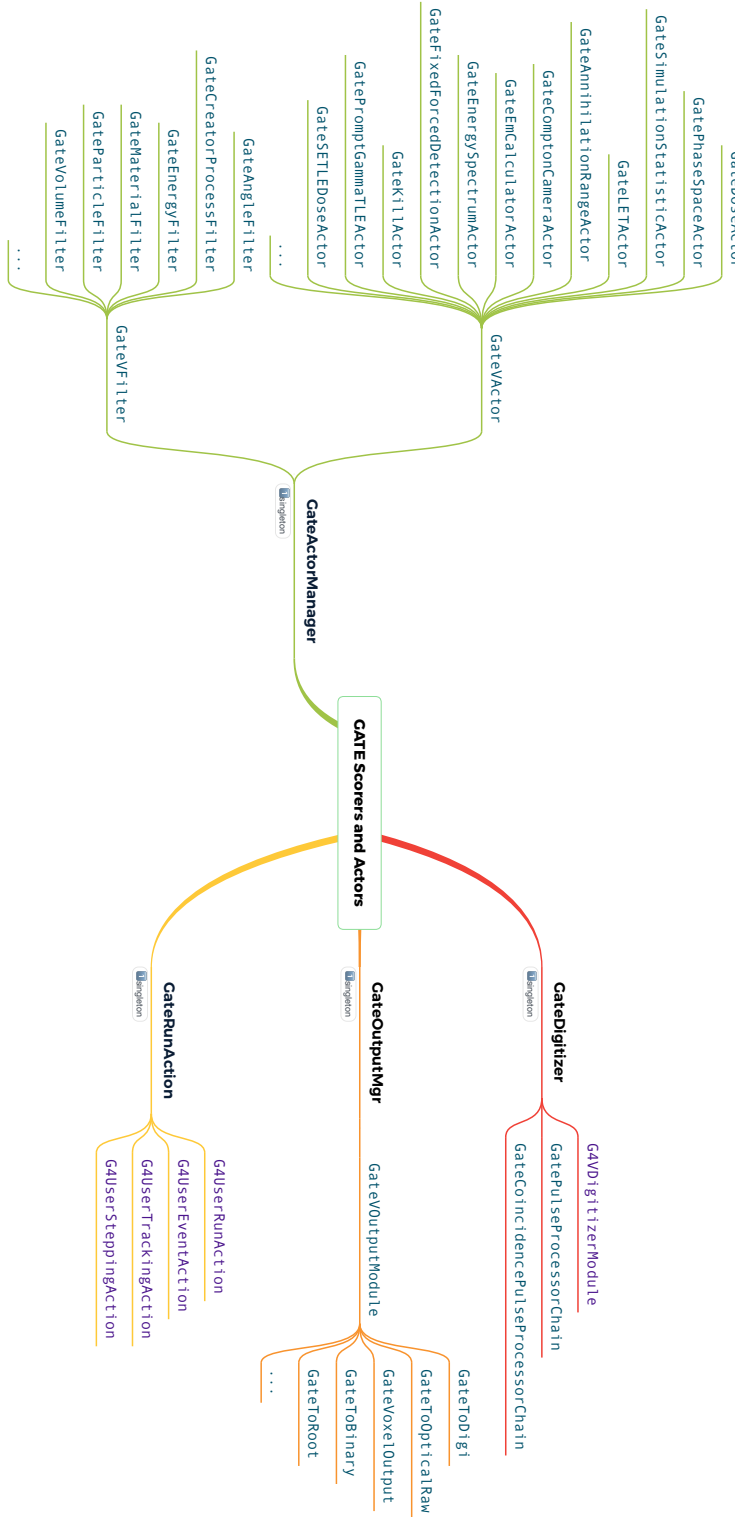 GATE Scorers and Actors
GateDigitizer
singleton
G4VDigitizerModule
GatePulseProcessorChain
GateCoincidencePulseProcessorChain
GateOutputMgr
singleton
GateVOutputModule
GateToDigi
GateToOpticalRaw
GateVoxelOutput
GateToBinary
GateToRoot
...
GateRunAction
singleton
G4UserRunAction
G4UserEventAction
G4UserTrackingAction
G4UserSteppingAction
GateActorManager
singleton
GateVActor
GatePhaseSpaceActor
GateSimulationStatisticActor
GateLETActor
GateAnnihilationRangeActor
GateComptonCameraActor
GateEmCalculatorActor
GateEnergySpectrumActor
GateFixedForcedDetectionActor
GateKillActor
GatePromptGammaTLEActor
GateSETLEDoseActor
...
GateVFilter
GateAngleFilter
GateCreatorProcessFilter
GateEnergyFilter
GateMaterialFilter
GateParticleFilter
GateVolumeFilter
...